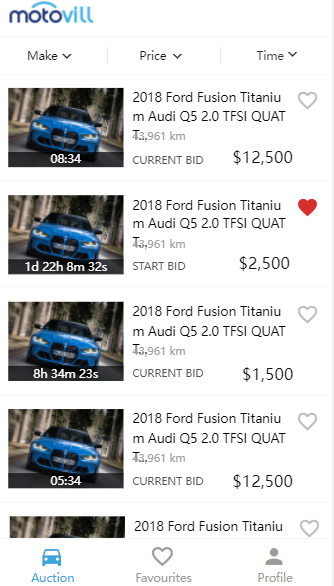 motovill
Make Price Time
2018 Ford Fusion Titaniu
m Audi Q5 2.0 TFSI QUAT
T...
43,961 km
08:34
CURRENT BID $12,500
2018 Ford Fusion Titaniu
m Audi Q5 2.0 TFSI QUAT
T...
43,961 km
1d 22h 8m 32s
START BID $2,500
2018 Ford Fusion Titaniu
m Audi Q5 2.0 TFSI QUAT
T...
43,961 km
8h 34m 23s
CURRENT BID $1,500
2018 Ford Fusion Titaniu
m Audi Q5 2.0 TFSI QUAT
T...
43,961 km
05:34
CURRENT BID $12,500
2018 Ford Fusion Titaniu
Auction Favourites Profile